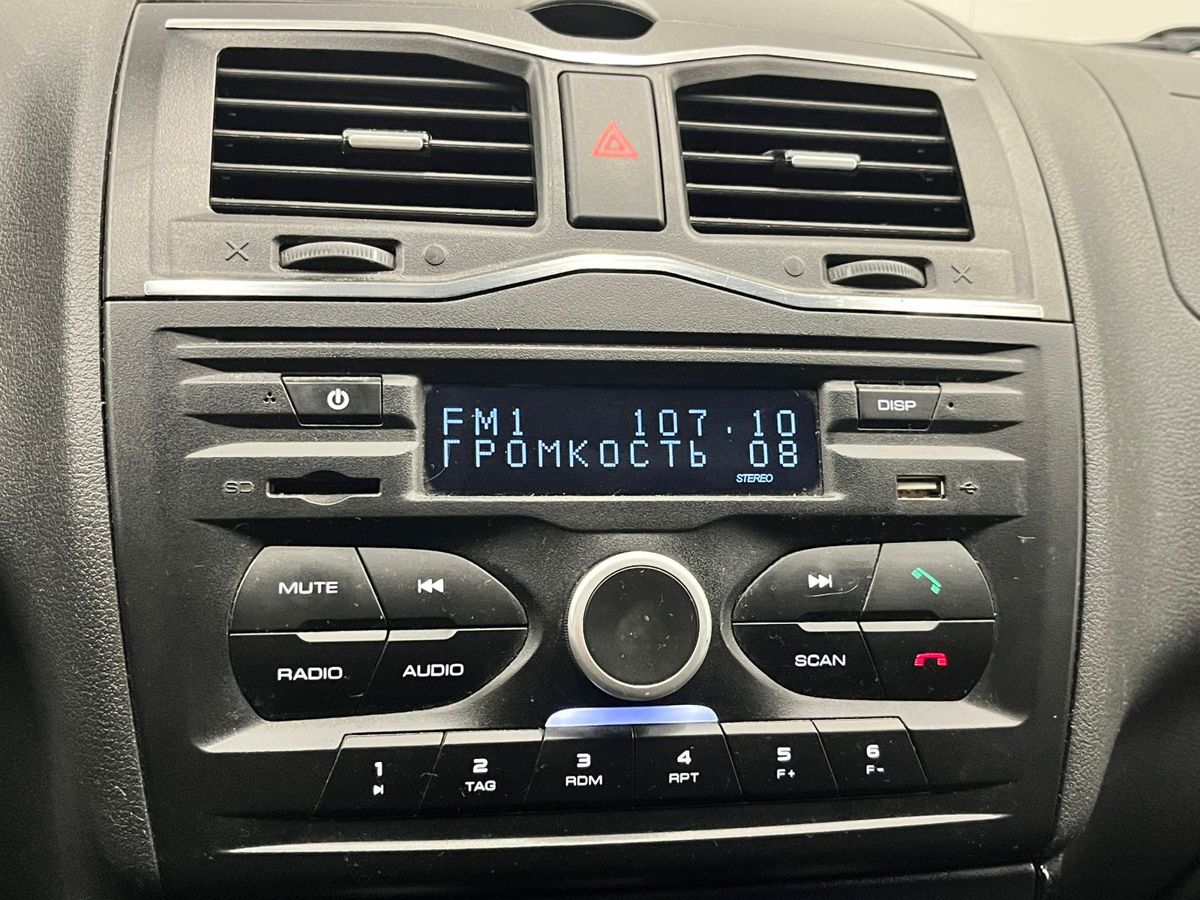 DISP
FM1 107.10
ГРОМКОСТЬ 08
STEREO
SD
MUTE
RADIO
AUDIO
SCAN
1
2
TAG
3
RDM
4
RPT
5
F+
6
F-